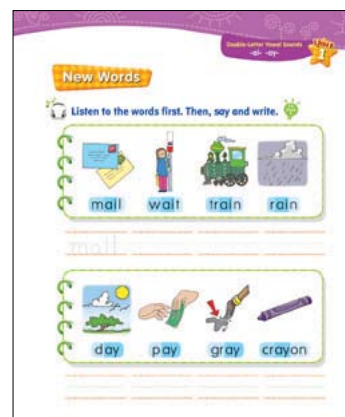 Double-Letter Vowel Sounds
-ai- -ay-
Unit
1
New Words
Listen to the words first. Then, say and write.
mail wait train rain
mail
day pay gray crayon